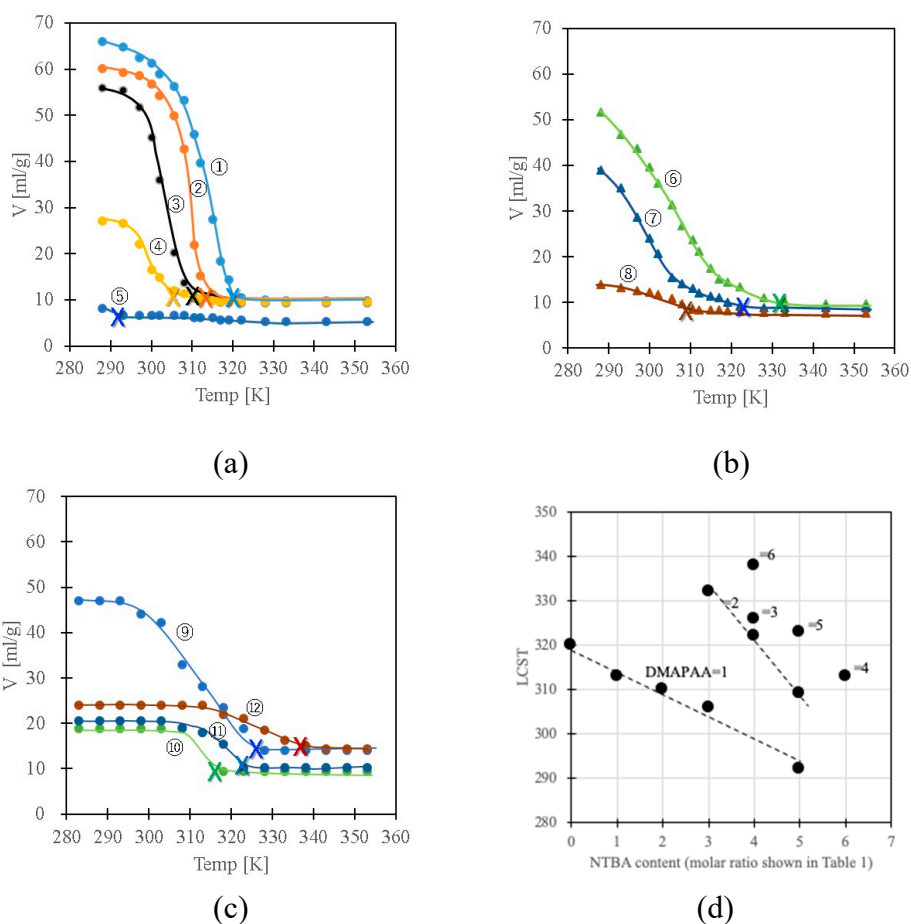 70
60
50
40
30
20
10
0
V [ml/g]
280 290 300 310 320 330 340 350 360
Temp [K]
①
②
③
④
⑤
(a)
70
60
50
40
30
20
10
0
V [ml/g]
280 290 300 310 320 330 340 350 360
Temp [K]
⑥
⑦
⑧
(b)
70
60
50
40
30
20
10
0
V [ml/g]
280 290 300 310 320 330 340 350 360
Temp [K]
⑨
⑫
⑪
⑩
(c)
350
340
330
320
310
300
290
280
LCST
0 1 2 3 4 5 6 7
NTBA content (molar ratio shown in Table 1)
=6
=2
=3
=5
DMAPAA=1
=4
(d)